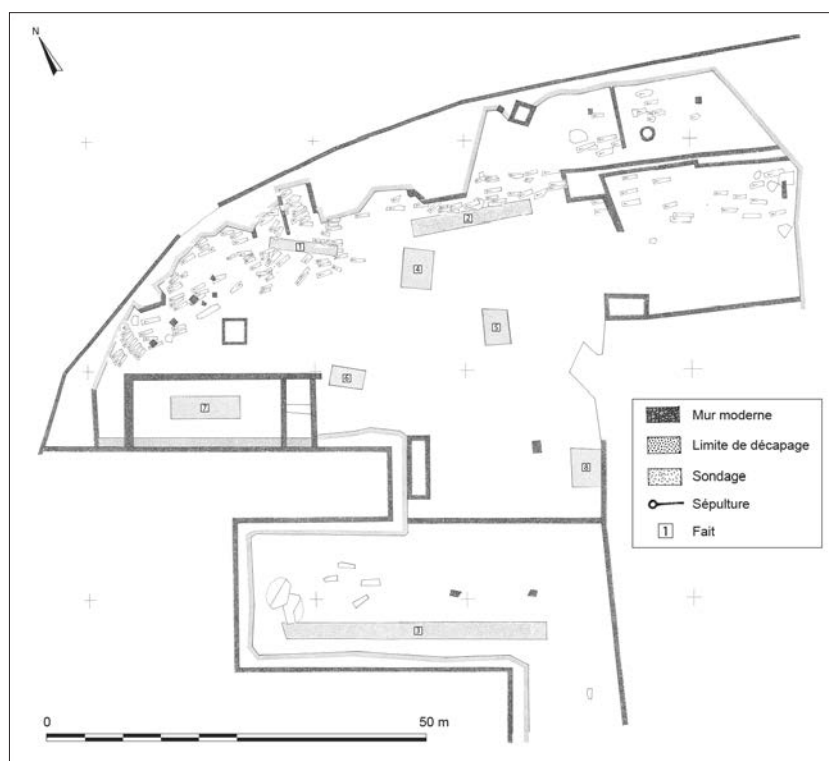 N
2
1
4
5
6
7
8
3
Mur moderne
Limite de décapage
Sondage
Sépulture
1 Fait
0 50 m